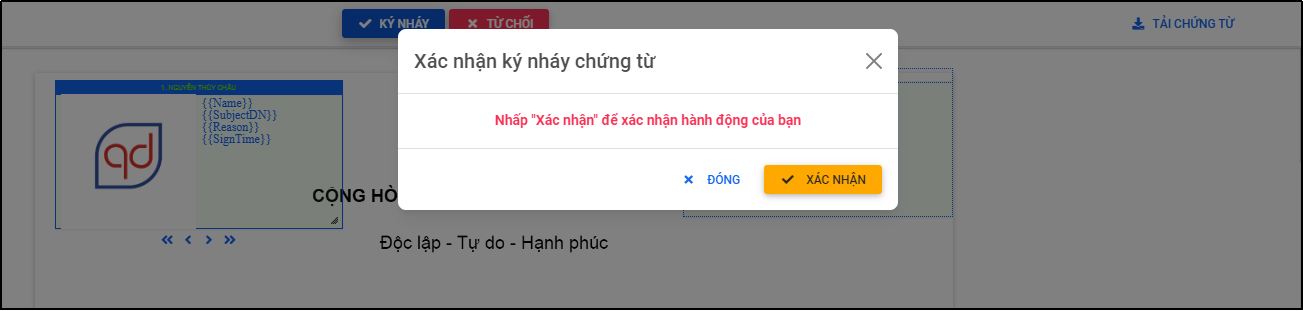 KÝ NHÁY
TỪ CHỐI
TẢI CHỨNG TỪ
Xác nhận ký nháy chứng từ
1. NGUYỄN THÙY CHÂU
{{Name}}
{{SubjectDN}}
{{Reason}}
{{SignTime}}
qd
Nhấp "Xác nhận" để xác nhận hành động của bạn
ĐÓNG
XÁC NHẬN
CỘNG HÒ
Độc lập - Tự do - Hạnh phúc